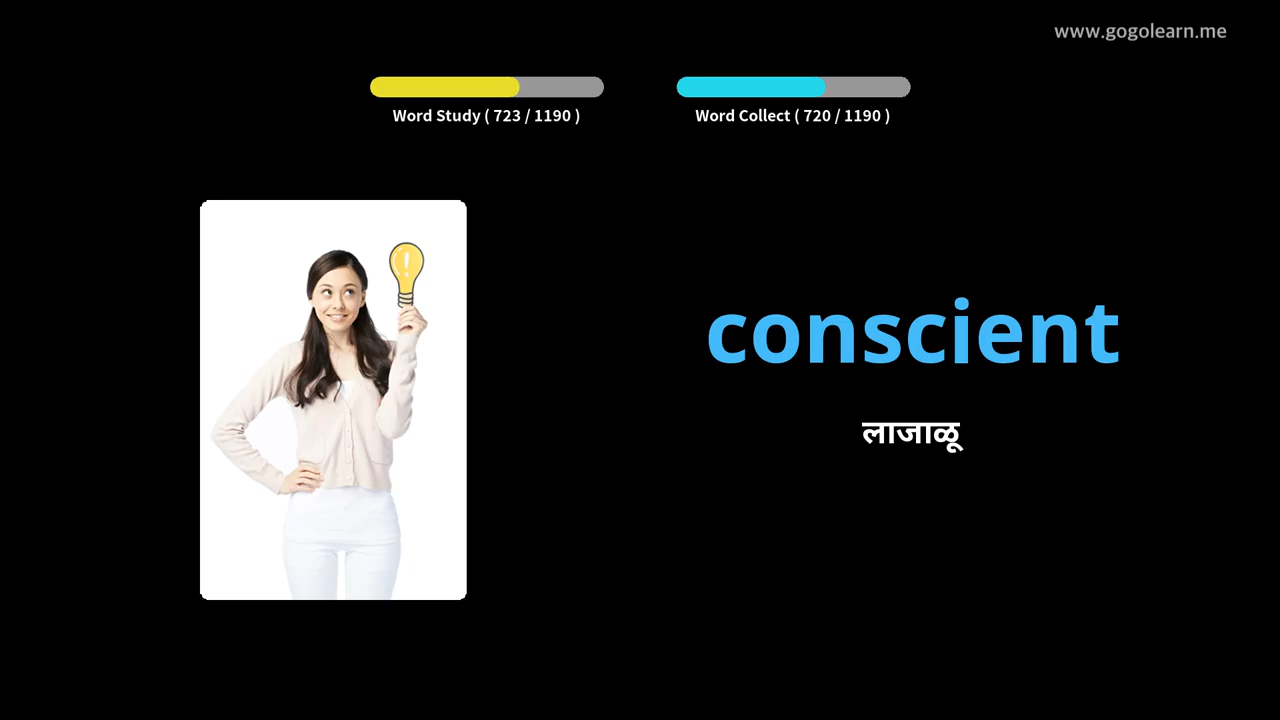 www.gogolearn.me
Word Study ( 723 / 1190 )
Word Collect ( 720 / 1190 )
conscient
लाजाळू